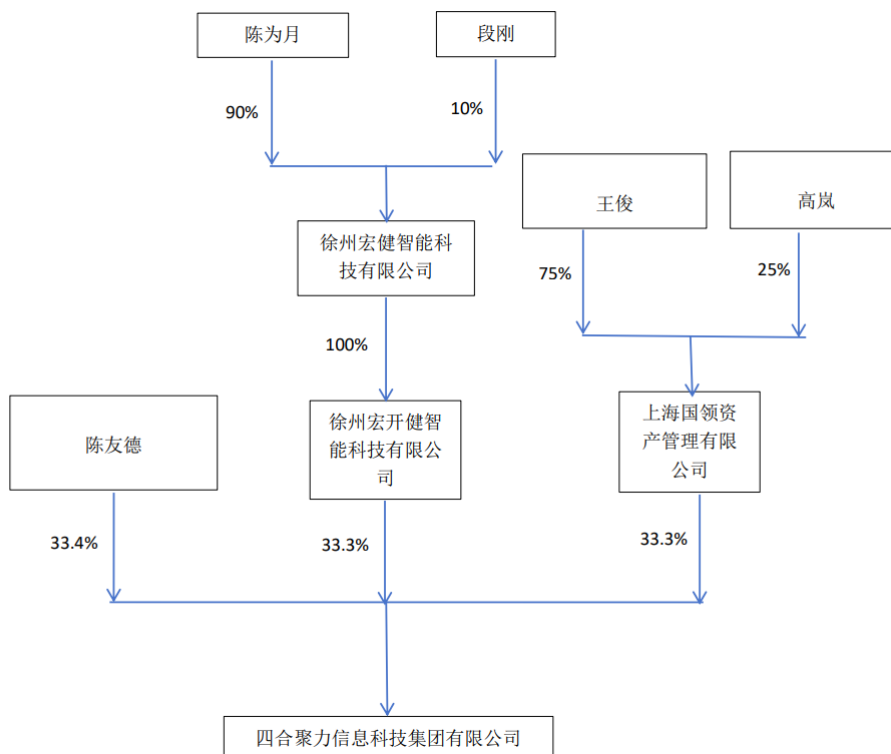 陈为月
段刚
90%
10%
王俊
高岚
徐州宏健智能科
技有限公司
75%
25%
100%
陈友德
徐州宏开健智
能科技有限公
司
上海国领资
产管理有限
公司
33.4%
33.3%
33.3%
四合聚力信息科技集团有限公司